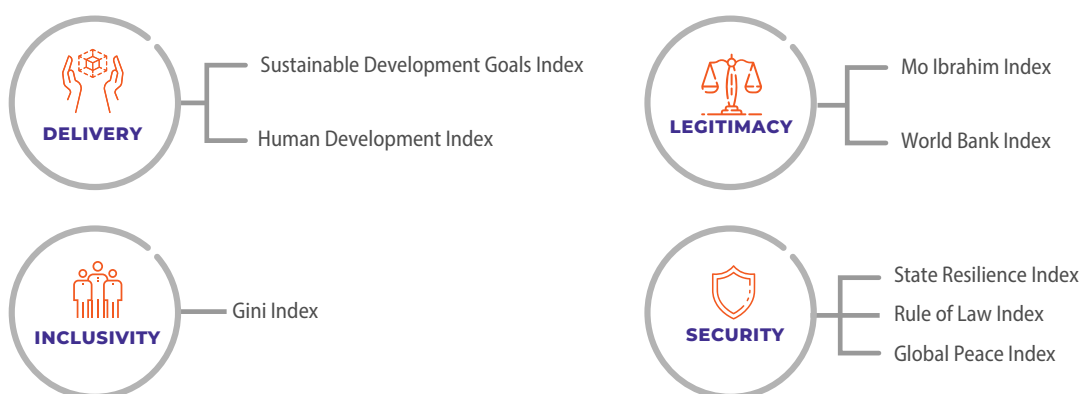 DELIVERY
Sustainable Development Goals Index
Human Development Index
LEGITIMACY
Mo Ibrahim Index
World Bank Index
INCLUSIVITY
Gini Index
SECURITY
State Resilience Index
Rule of Law Index
Global Peace Index